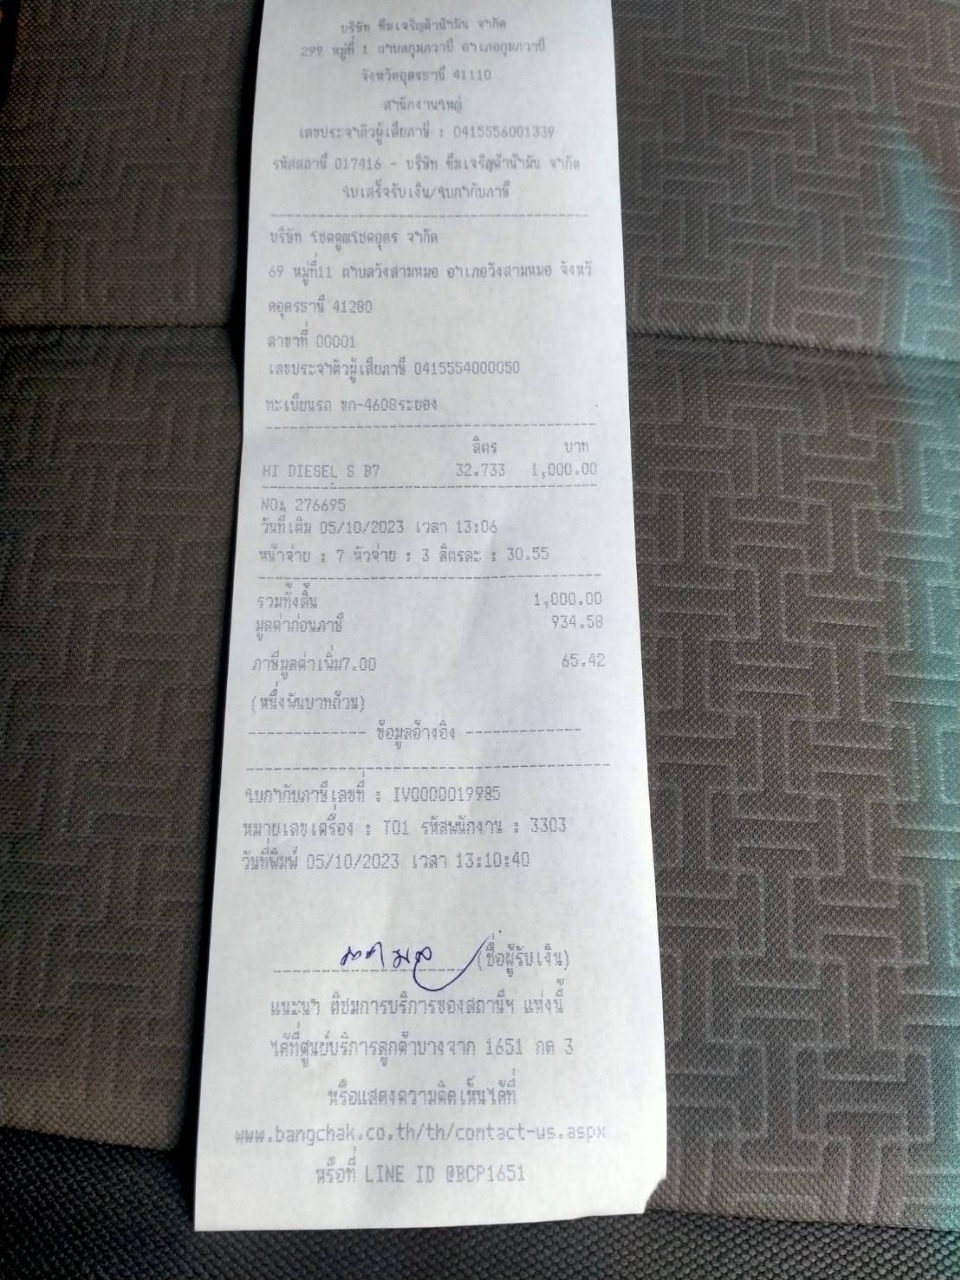 บริษัท ซิ้มเจริญค้าน้ำมัน จำกัด
299 หมู่ที่ 1 ตำบลกุมภวาปี อำเภอกุมภวาปี
จังหวัดอุดรธานี 41110
สำนักงานใหญ่
เลขประจำตัวผู้เสียภาษี : 0415556001339
รหัสสถานี 017416 - บริษัท ซิ้มเจริญค้าน้ำมัน จำกัด
ใบเสร็จรับเงิน/ใบกำกับภาษี
บริษัท โชคคูณโชคอุดร จำกัด
69 หมู่ที่11 ตำบลวังสามหมอ อำเภอวังสามหมอ จังหวั
ดอุดรธานี 41280
สาขาที่ 00001
เลขประจำตัวผู้เสียภาษี 0415554000050
ทะเบียนรถ ขก-4608ระยอง
ลิตร บาท
HI DIESEL S B7 32.733 1,000.00
NO: 276695
วันที่เติม 05/10/2023 เวลา 13:06
หน้าจ่าย : 7 หัวจ่าย : 3 ลิตรละ : 30.55
รวมทั้งสิ้น 1,000.00
มูลค่าก่อนภาษี 934.58
ภาษีมูลค่าเพิ่ม7.00 65.42
(หนึ่งพันบาทถ้วน)
------------ ข้อมูลอ้างอิง ------------
ใบกำกับภาษีเลขที่ : IV0000019985
หมายเลขเครื่อง : T01 รหัสพนักงาน : 3303
วันที่พิมพ์ 05/10/2023 เวลา 13:10:40
(ชื่อผู้รับเงิน)
แนะนำ ติชมการบริการของสถานีฯ แห่งนี้
ได้ที่ศูนย์บริการลูกค้าบางจาก 1651 กด 3
หรือแสดงความคิดเห็นได้ที่
www.bangchak.co.th/th/contact-us.aspx
หรือที่ LINE ID @BCP1651